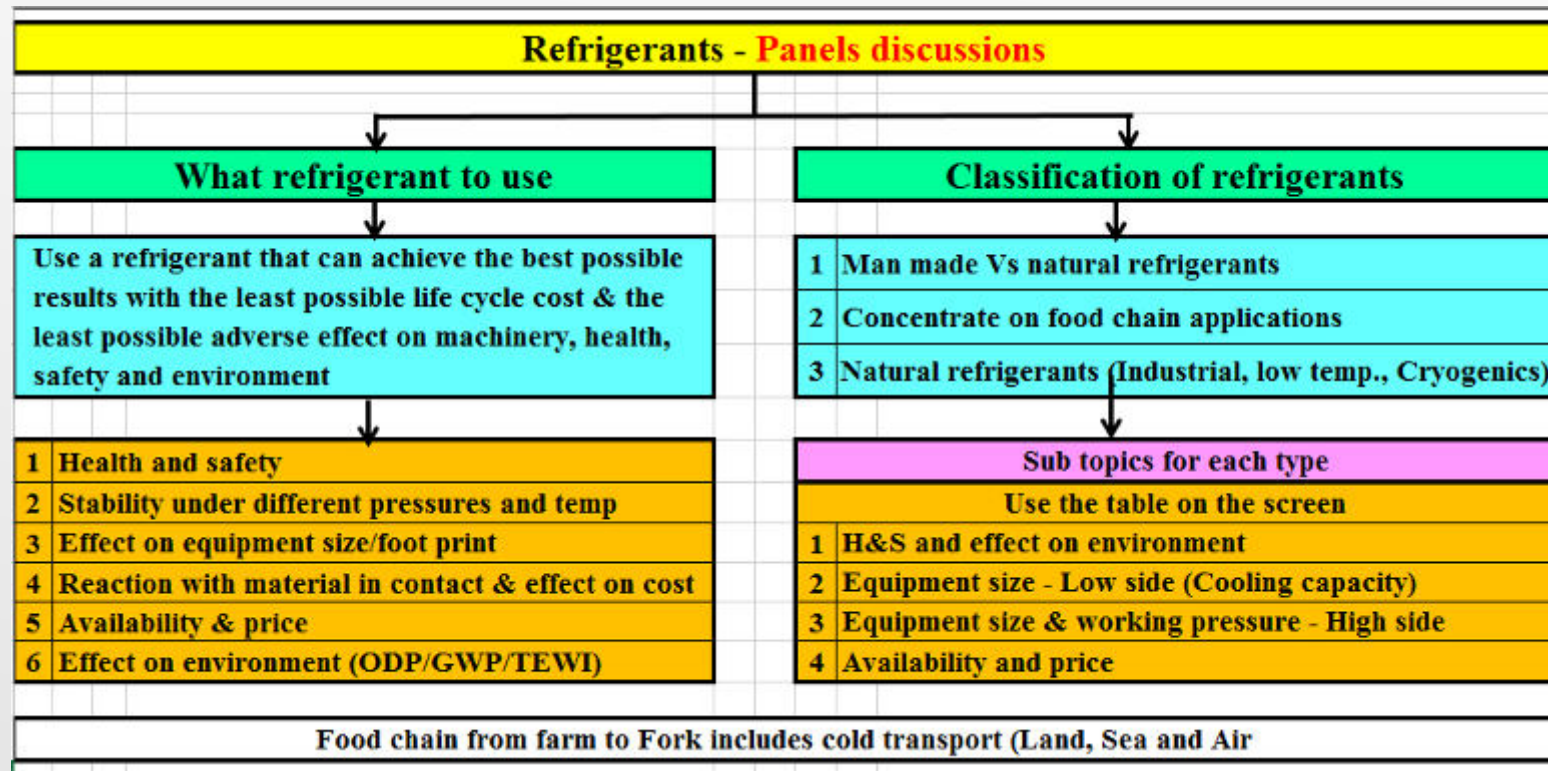 Refrigerants - Panels discussions
What refrigerant to use
Use a refrigerant that can achieve the best possible
results with the least possible life cycle cost & the
least possible adverse effect on machinery, health,
safety and environment
1 Health and safety
2 Stability under different pressures and temp
3 Effect on equipment size/foot print
4 Reaction with material in contact & effect on cost
5 Availability & price
6 Effect on environment (ODP/GWP/TEWI)
Classification of refrigerants
1 Man made Vs natural refrigerants
2 Concentrate on food chain applications
3 Natural refrigerants (Industrial, low temp., Cryogenics)
Sub topics for each type
Use the table on the screen
1 H&S and effect on environment
2 Equipment size - Low side (Cooling capacity)
3 Equipment size & working pressure - High side
4 Availability and price
Food chain from farm to Fork includes cold transport (Land, Sea and Air